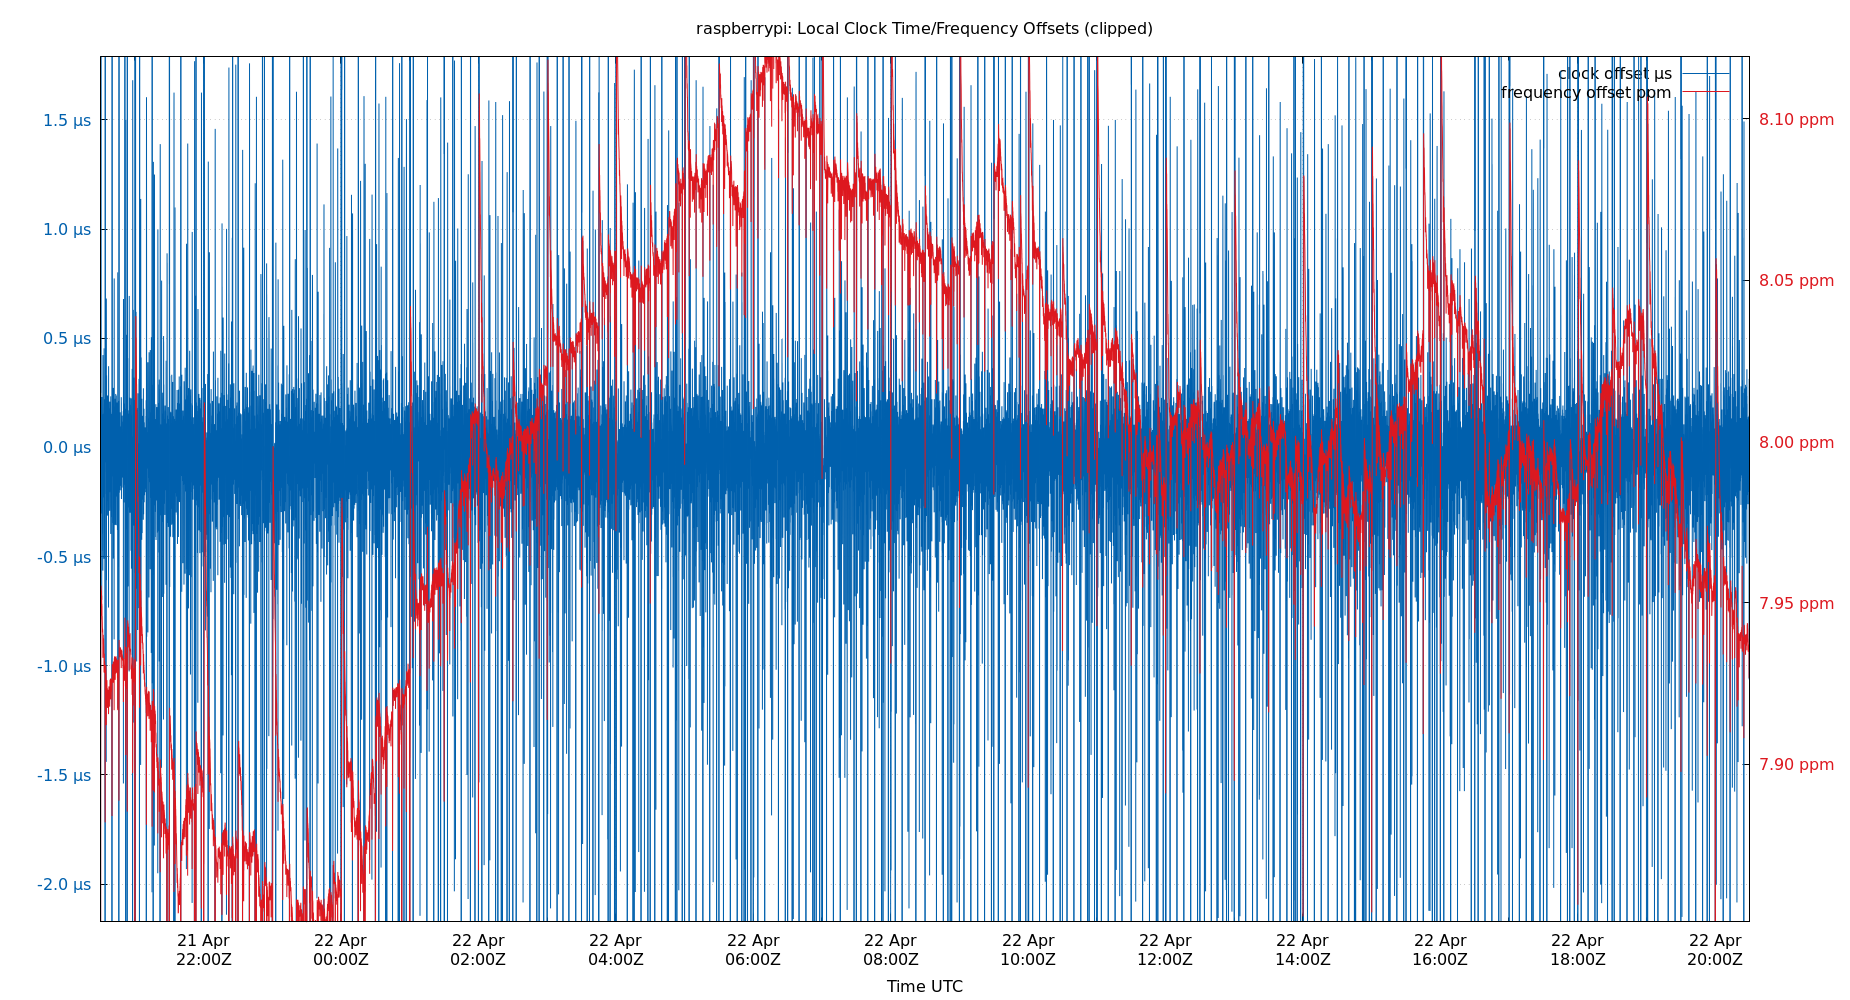 raspberrypi: Local Clock Time/Frequency Offsets (clipped)
clock offset µs
frequency offset ppm
1.5 µs
1.0 µs
0.5 µs
0.0 µs
-0.5 µs
-1.0 µs
-1.5 µs
-2.0 µs
8.10 ppm
8.05 ppm
8.00 ppm
7.95 ppm
7.90 ppm
21 Apr 22 Apr 22 Apr 22 Apr 22 Apr 22 Apr 22 Apr 22 Apr 22 Apr 22 Apr 22 Apr 22 Apr
22:00Z 00:00Z 02:00Z 04:00Z 06:00Z 08:00Z 10:00Z 12:00Z 14:00Z 16:00Z 18:00Z 20:00Z
Time UTC